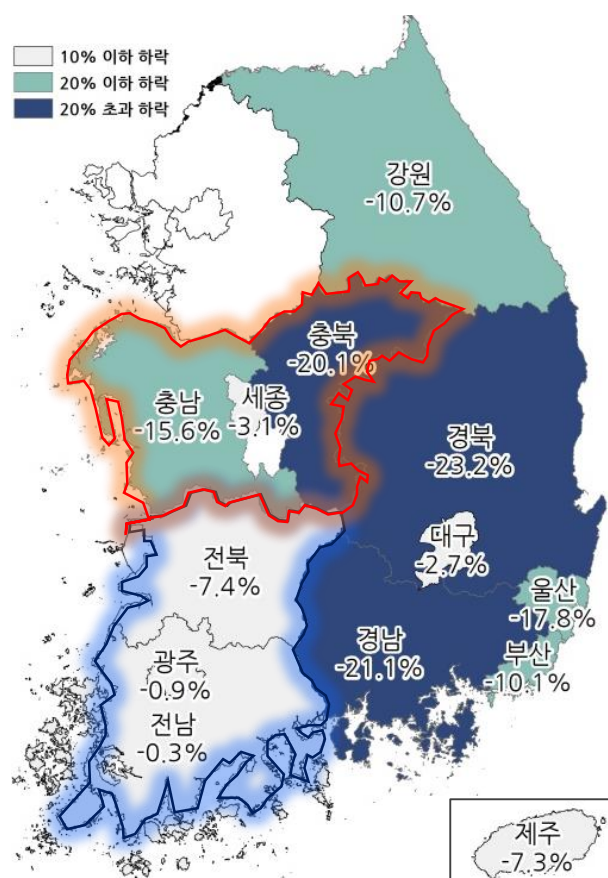 10% 이하 하락
20% 이하 하락
20% 초과 하락
강원
-10.7%
충북
-20.1%
세종
-3.1%
충남
-15.6%
경북
-23.2%
대구
-2.7%
전북
-7.4%
울산
-17.8%
경남
-21.1%
부산
-10.1%
광주
-0.9%
전남
-0.3%
제주
-7.3%